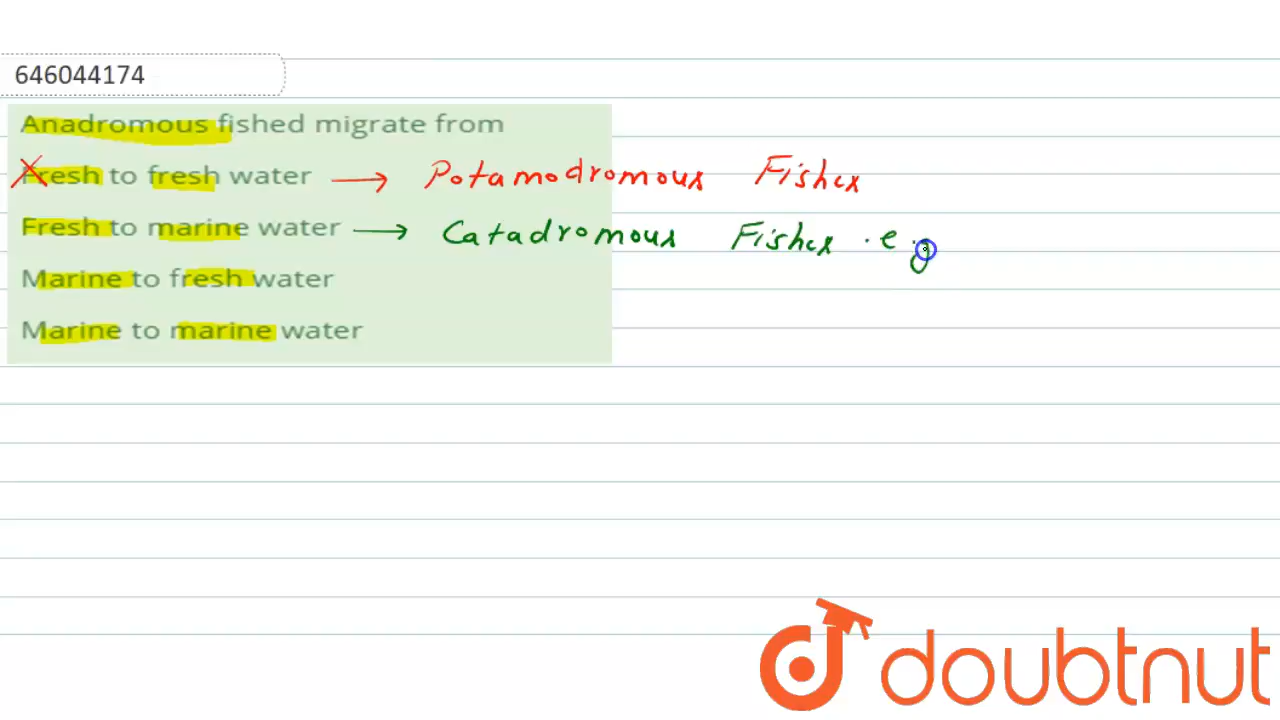 646044174
Anadromous fished migrate from
Fresh to fresh water → Potamodromous Fishes
Fresh to marine water → Catadromous Fishes . e.g
Marine to fresh water
Marine to marine water
doubtnut